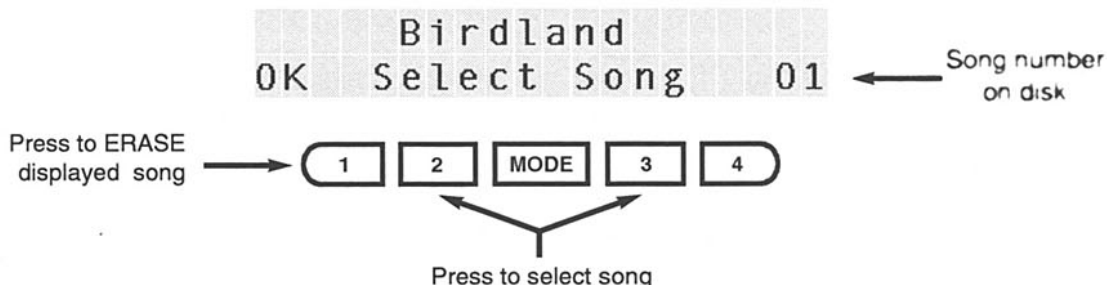 Birdland
OK Select Song 01
Song number
on disk
Press to ERASE
displayed song
1 2 MODE 3 4
Press to select song